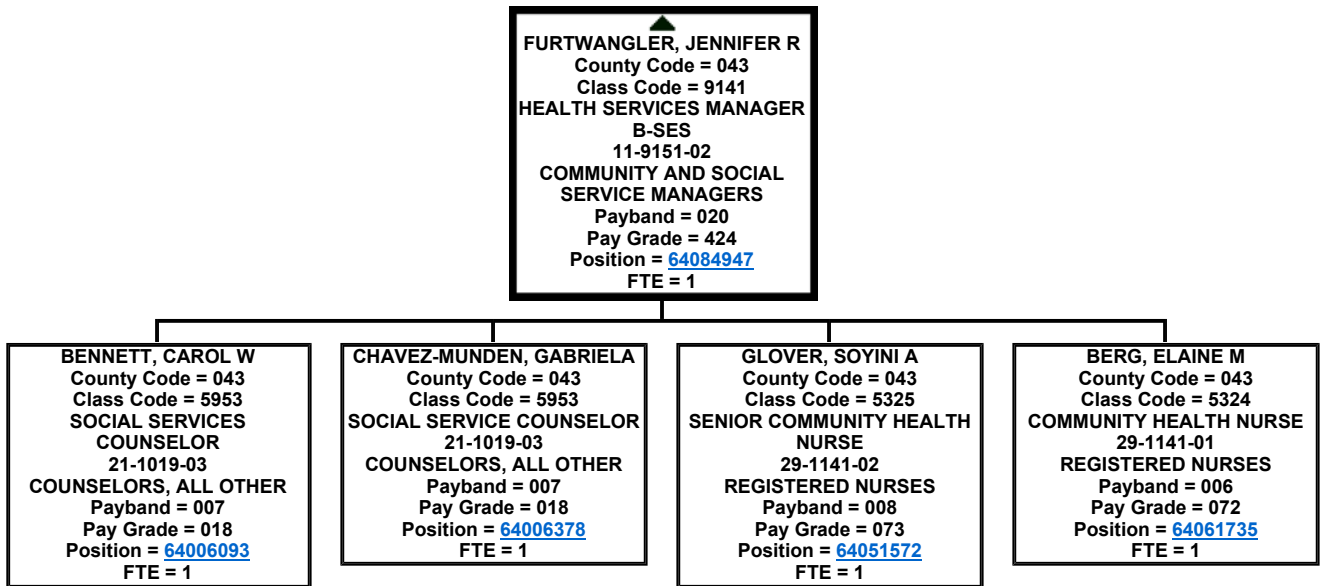 FURTWANGLER, JENNIFER R
County Code = 043
Class Code = 9141
HEALTH SERVICES MANAGER
B-SES
11-9151-02
COMMUNITY AND SOCIAL
SERVICE MANAGERS
Payband = 020
Pay Grade = 424
Position = 64084947
FTE = 1
BENNETT, CAROL W
County Code = 043
Class Code = 5953
SOCIAL SERVICES
COUNSELOR
21-1019-03
COUNSELORS, ALL OTHER
Payband = 007
Pay Grade = 018
Position = 64006093
FTE = 1
CHAVEZ-MUNDEN, GABRIELA
County Code = 043
Class Code = 5953
SOCIAL SERVICE COUNSELOR
21-1019-03
COUNSELORS, ALL OTHER
Payband = 007
Pay Grade = 018
Position = 64006378
FTE = 1
GLOVER, SOYINI A
County Code = 043
Class Code = 5325
SENIOR COMMUNITY HEALTH
NURSE
29-1141-02
REGISTERED NURSES
Payband = 008
Pay Grade = 073
Position = 64051572
FTE = 1
BERG, ELAINE M
County Code = 043
Class Code = 5324
COMMUNITY HEALTH NURSE
29-1141-01
REGISTERED NURSES
Payband = 006
Pay Grade = 072
Position = 64061735
FTE = 1